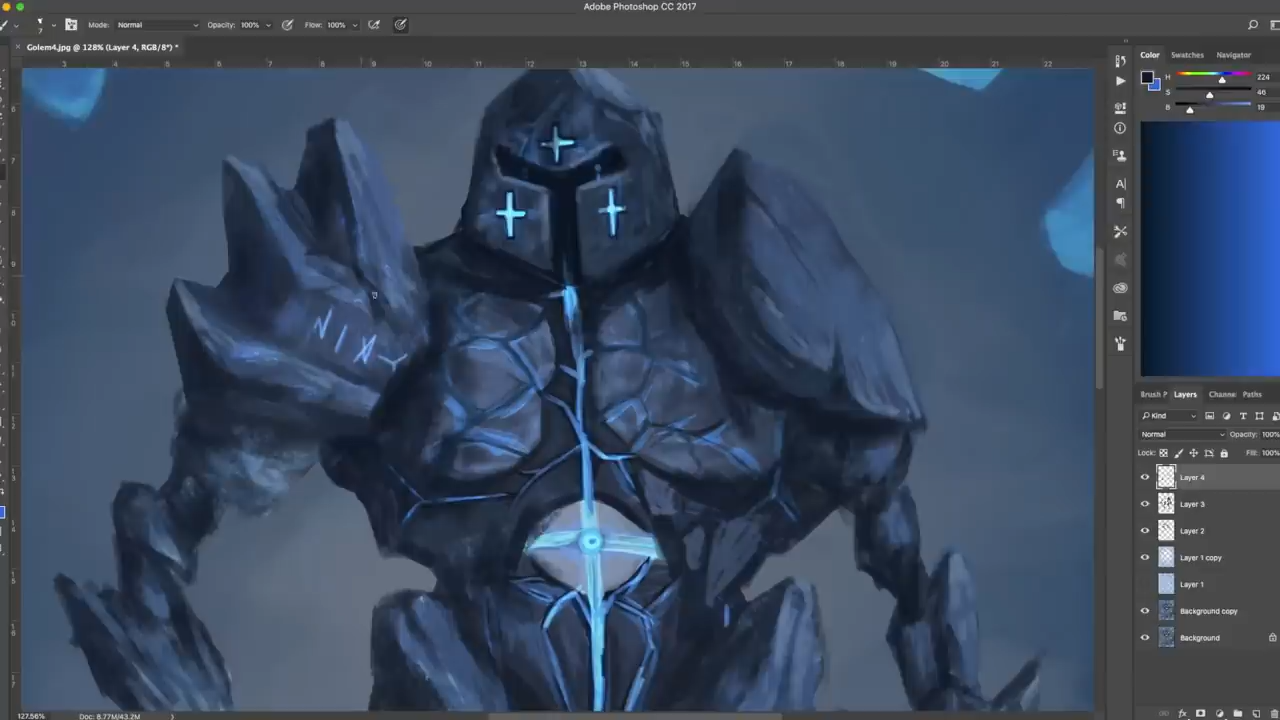 Adobe Photoshop CC 2017
Mode: Normal Opacity: 100% Flow: 100%
Golem4.jpg @ 128% (Layer 4, RGB/8*) *
3 4 5 6 7 8 9 10 11 12 13 14 15 16 17 18 19 20 21 22
Color Swatches Navigator
H 224
S 46
B 19
Brush P Layers Channe Paths
Kind
Normal Opacity: 100%
Lock: Fill: 100%
Layer 4
Layer 3
Layer 2
Layer 1 copy
Layer 1
Background copy
Background
127.56% Doc: 8.77M/43.2M